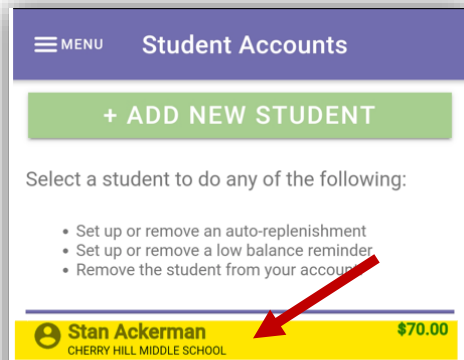 MENU Student Accounts
+ ADD NEW STUDENT
Select a student to do any of the following:
• Set up or remove an auto-replenishment
• Set up or remove a low balance reminder
• Remove the student from your account
Stan Ackerman $70.00
CHERRY HILL MIDDLE SCHOOL